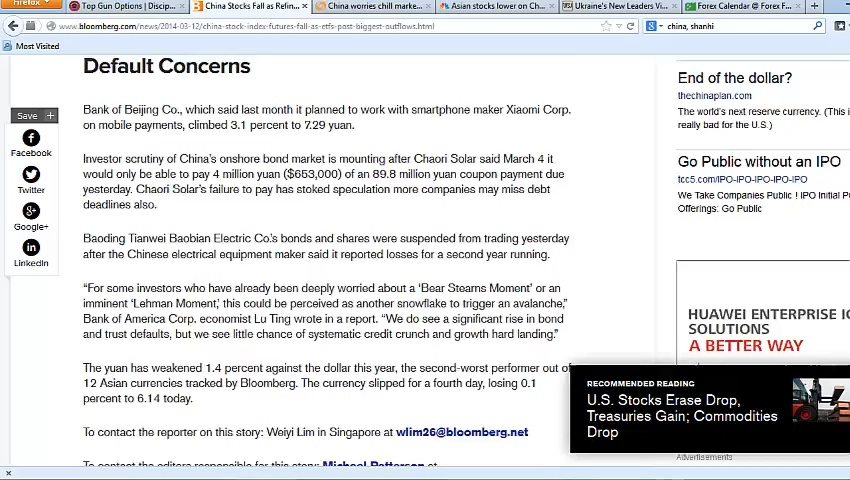 Firefox
Top Gun Options | Discip...
China Stocks Fall as Refin...
China worries chill market...
Asian stocks lower on Ch...
Ukraine's New Leaders Vi...
Forex Calendar @ Forex F...
www.bloomberg.com/news/2014-03-12/china-stock-index-futures-fall-as-etfs-post-biggest-outflows.html
china, shanhi
Most Visited
Default Concerns
Bank of Beijing Co., which said last month it planned to work with smartphone maker Xiaomi Corp.
on mobile payments, climbed 3.1 percent to 7.29 yuan.
Investor scrutiny of China's onshore bond market is mounting after Chaori Solar said March 4 it
would only be able to pay 4 million yuan ($653,000) of an 89.8 million yuan coupon payment due
yesterday. Chaori Solar's failure to pay has stoked speculation more companies may miss debt
deadlines also.
Baoding Tianwei Baobian Electric Co.'s bonds and shares were suspended from trading yesterday
after the Chinese electrical equipment maker said it reported losses for a second year running.
“For some investors who have already been deeply worried about a ‘Bear Stearns Moment’ or an
imminent ‘Lehman Moment,’ this could be perceived as another snowflake to trigger an avalanche,”
Bank of America Corp. economist Lu Ting wrote in a report. “We do see a significant rise in bond
and trust defaults, but we see little chance of systematic credit crunch and growth hard landing.”
The yuan has weakened 1.4 percent against the dollar this year, the second-worst performer out of
12 Asian currencies tracked by Bloomberg. The currency slipped for a fourth day, losing 0.1
percent to 6.14 today.
To contact the reporter on this story: Weiyi Lim in Singapore at wlim26@bloomberg.net
To contact the editors responsible for this story: Michael Patterson at
Save +
Facebook
Twitter
Google+
LinkedIn
End of the dollar?
thechinaplan.com
The world's next reserve currency. (This i
really bad for the U.S.)
Go Public without an IPO
tcc5.com/IPO-IPO-IPO-IPO-IPO
We Take Companies Public ! IPO Initial P
Offerings: Go Public
HUAWEI ENTERPRISE IC
SOLUTIONS
A BETTER WAY
RECOMMENDED READING
U.S. Stocks Erase Drop,
Treasuries Gain; Commodities
Drop
Advertisements